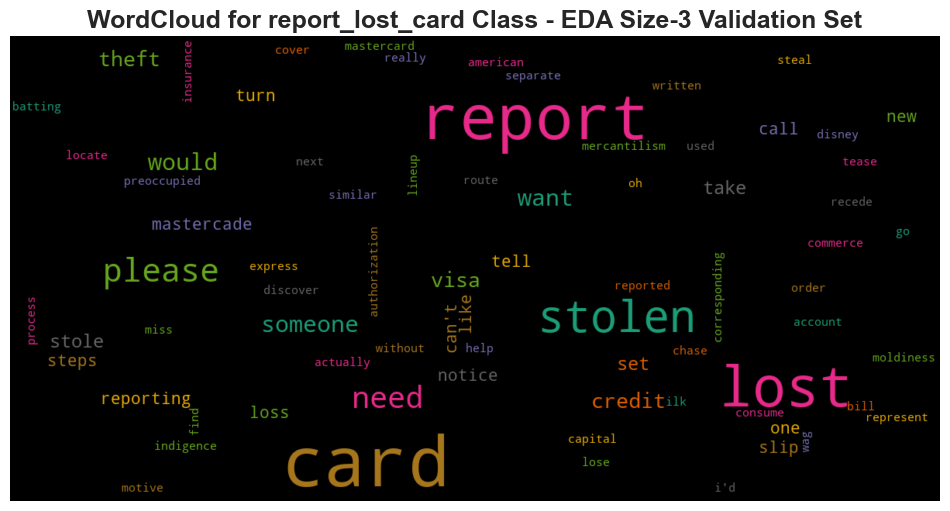 WordCloud for report_lost_card Class - EDA Size-3 Validation Set
theft
insurance
cover
mastercard
really
american
separate
steal
written
turn
batting
report
new
call
disney
mercantilism
used
locate
would
next
lineup
tease
preoccupied
similar
route
oh
take
want
recede
mastercade
authorization
go
commerce
tell
corresponding
please
express
visa
discover
reported
order
process
miss
someone
can't
like
stolen
account
stole
steps
without
help
chase
moldiness
actually
set
notice
lost
reporting
find
loss
need
credit
ilk
consume
bill
represent
one
wag
indigence
card
capital
slip
lose
motive
i'd